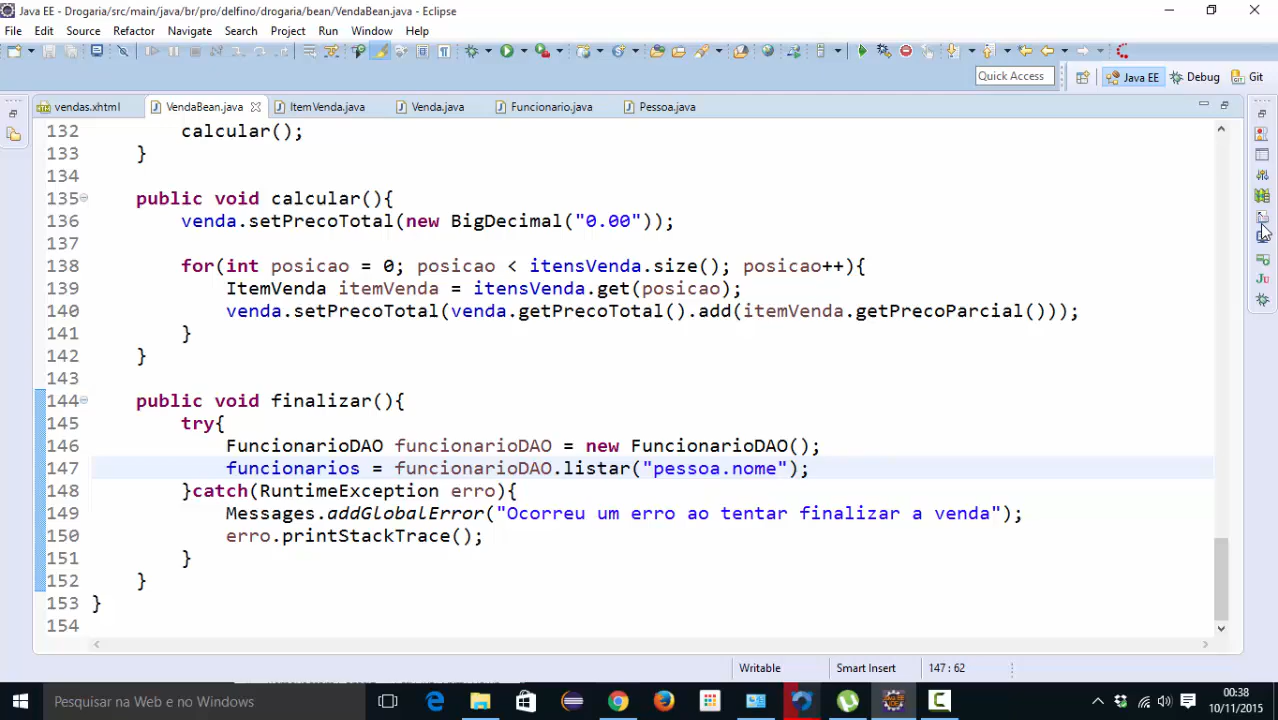 Java EE - Drogaria/src/main/java/br/pro/delfino/drogaria/bean/VendaBean.java - Eclipse
File Edit Source Refactor Navigate Search Project Run Window Help
Quick Access Java EE Debug Git
vendas.xhtml VendaBean.java ItemVenda.java Venda.java Funcionario.java Pessoa.java
132 calcular();
133 }
134
135 public void calcular(){
136 venda.setPrecoTotal(new BigDecimal("0.00"));
137
138 for(int posicao = 0; posicao < itensVenda.size(); posicao++){
139 ItemVenda itemVenda = itensVenda.get(posicao);
140 venda.setPrecoTotal(venda.getPrecoTotal().add(itemVenda.getPrecoParcial()));
141 }
142 }
143
144 public void finalizar(){
145 try{
146 FuncionarioDAO funcionarioDAO = new FuncionarioDAO();
147 funcionarios = funcionarioDAO.listar("pessoa.nome");
148 }catch(RuntimeException erro){
149 Messages.addGlobalError("Ocorreu um erro ao tentar finalizar a venda");
150 erro.printStackTrace();
151 }
152 }
153 }
154
Writable Smart Insert 147 : 62
Pesquisar na Web e no Windows
00:38
10/11/2015